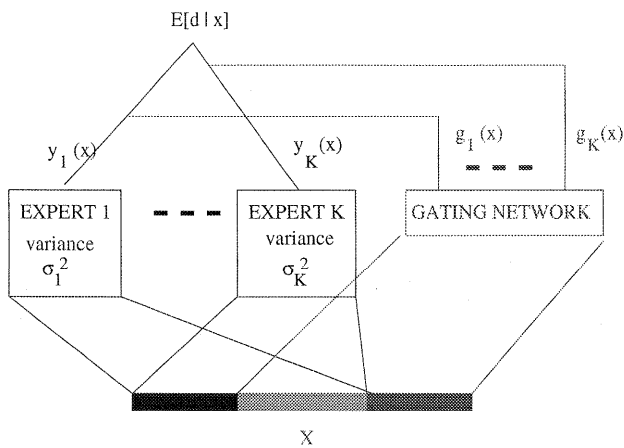 E[d | x]
y_1(x)
y_K(x)
g_1(x)
g_K(x)
EXPERT 1
variance
σ_1^2
EXPERT K
variance
σ_K^2
GATING NETWORK
X